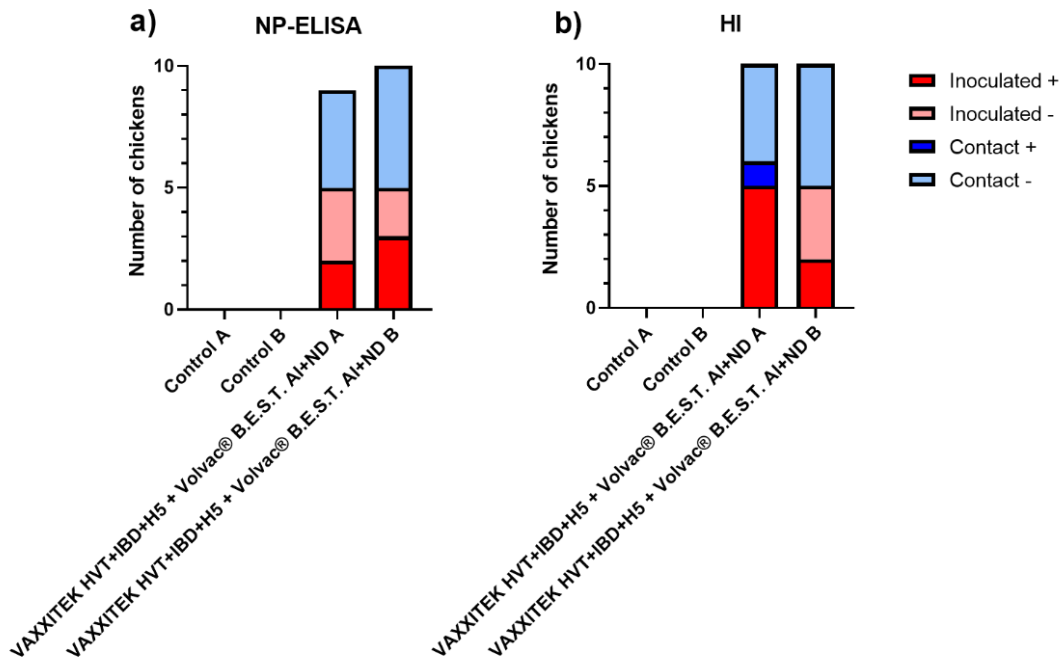 a)
NP-ELISA
Number of chickens
10
5
0
Control A
Control B
VAXXITEK HVT+IBD+H5 + Volvac® B.E.S.T. AI+ND A
VAXXITEK HVT+IBD+H5 + Volvac® B.E.S.T. AI+ND B
b)
HI
Number of chickens
10
5
0
Control A
Control B
VAXXITEK HVT+IBD+H5 + Volvac® B.E.S.T. AI+ND A
VAXXITEK HVT+IBD+H5 + Volvac® B.E.S.T. AI+ND B
Inoculated +
Inoculated -
Contact +
Contact -